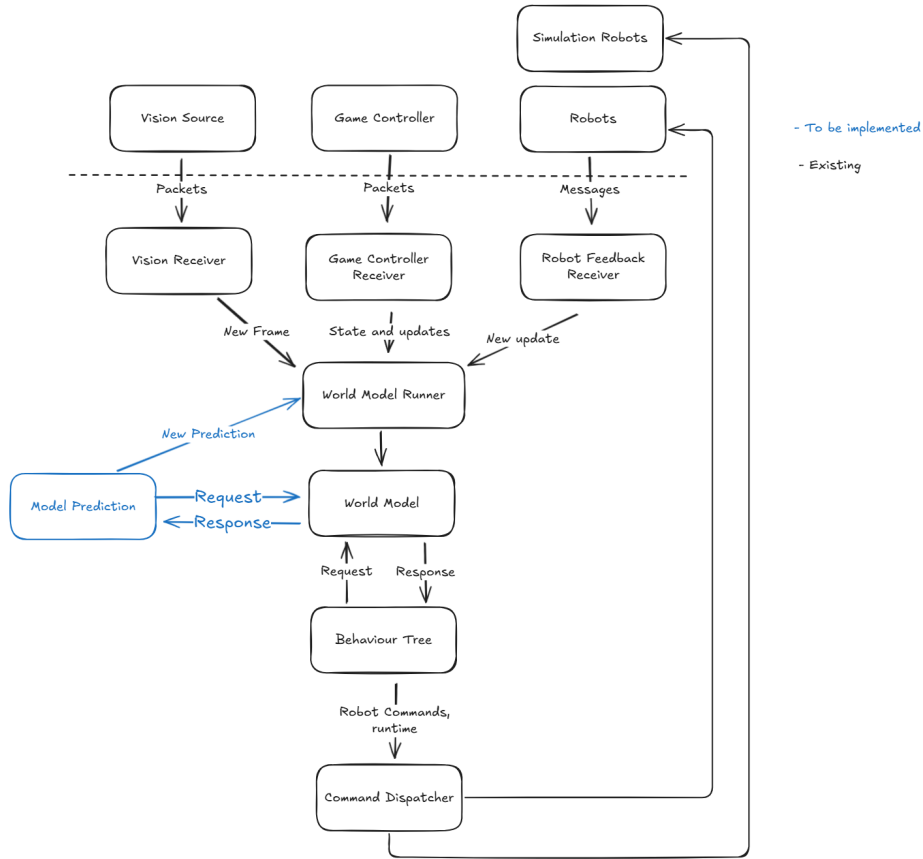 Simulation Robots
Vision Source
Game Controller
Robots
- To be implemented
- Existing
Packets
Packets
Messages
Vision Receiver
Game Controller
Receiver
Robot Feedback
Receiver
New Frame
State and updates
New update
World Model Runner
New Prediction
Model Prediction
Request
Response
World Model
Request
Response
Behaviour Tree
Robot Commands,
runtime
Command Dispatcher